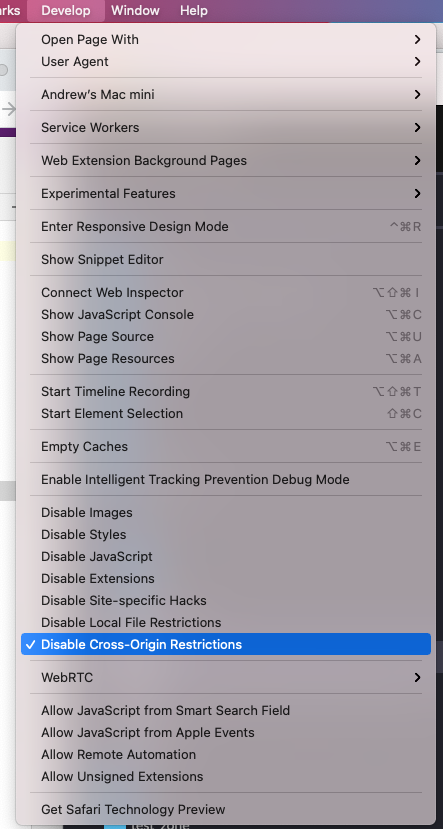 rks Develop Window Help
Open Page With
User Agent
Andrew's Mac mini
Service Workers
Web Extension Background Pages
Experimental Features
Enter Responsive Design Mode ⌃⌘R
Show Snippet Editor
Connect Web Inspector ⌥⇧⌘I
Show JavaScript Console ⌥⌘C
Show Page Source ⌥⌘U
Show Page Resources ⌥⌘A
Start Timeline Recording ⌥⇧⌘T
Start Element Selection ⇧⌘C
Empty Caches ⌥⌘E
Enable Intelligent Tracking Prevention Debug Mode
Disable Images
Disable Styles
Disable JavaScript
Disable Extensions
Disable Site-specific Hacks
Disable Local File Restrictions
✓ Disable Cross-Origin Restrictions
WebRTC
Allow JavaScript from Smart Search Field
Allow JavaScript from Apple Events
Allow Remote Automation
Allow Unsigned Extensions
Get Safari Technology Preview
test_zone